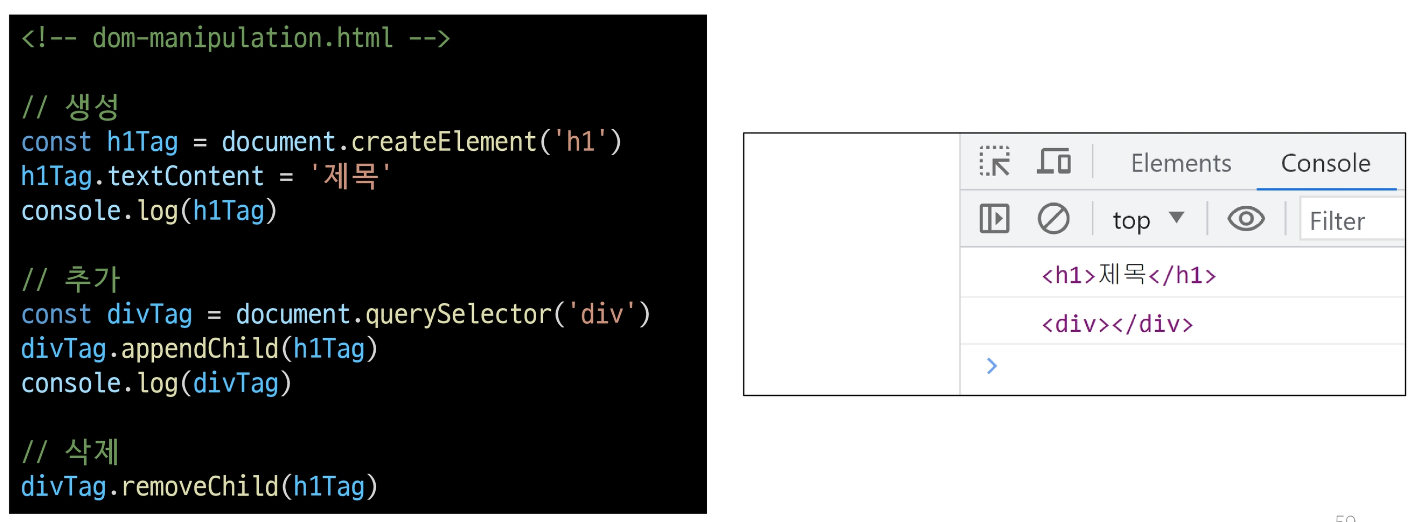 <!-- dom-manipulation.html -->
// 생성
const h1Tag = document.createElement('h1')
h1Tag.textContent = '제목'
console.log(h1Tag)
// 추가
const divTag = document.querySelector('div')
divTag.appendChild(h1Tag)
console.log(divTag)
// 삭제
divTag.removeChild(h1Tag)
Elements Console
top Filter
<h1>제목</h1>
<div></div>